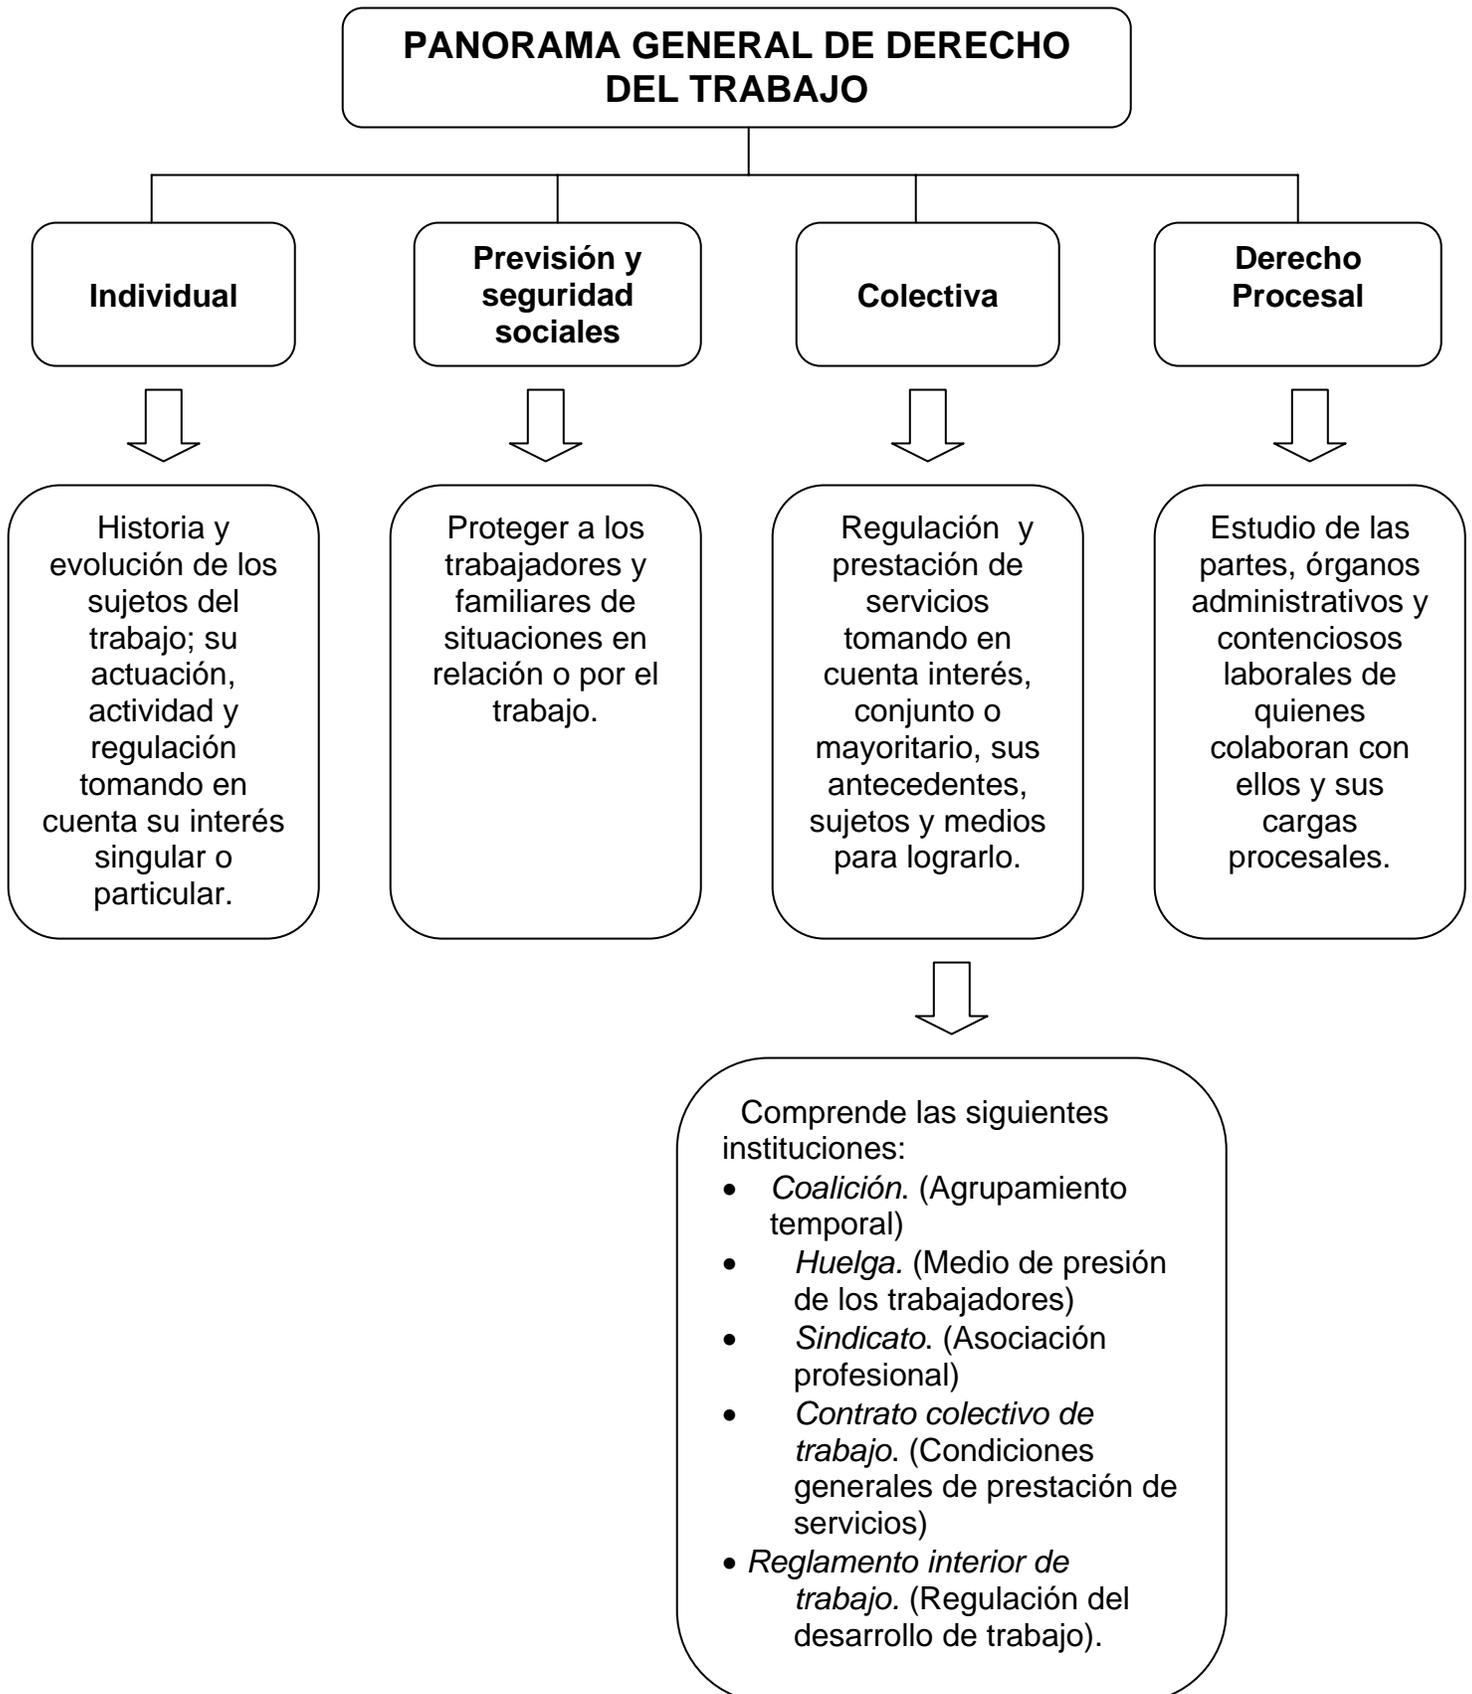 PANORAMA GENERAL DE DERECHO
DEL TRABAJO
Individual
Previsión y
seguridad
sociales
Colectiva
Derecho
Procesal
Historia y
evolución de los
sujetos del
trabajo; su
actuación,
actividad y
regulación
tomando en
cuenta su interés
singular o
particular.
Proteger a los
trabajadores y
familiares de
situaciones en
relación o por el
trabajo.
Regulación y
prestación de
servicios
tomando en
cuenta interés,
conjunto o
mayoritario, sus
antecedentes,
sujetos y medios
para lograrlo.
Estudio de las
partes, órganos
administrativos y
contenciosos
laborales de
quienes
colaboran con
ellos y sus
cargas
procesales.
Comprende las siguientes
instituciones:
• Coalición. (Agrupamiento
temporal)
• Huelga. (Medio de presión
de los trabajadores)
• Sindicato. (Asociación
profesional)
• Contrato colectivo de
trabajo. (Condiciones
generales de prestación de
servicios)
• Reglamento interior de
trabajo. (Regulación del
desarrollo de trabajo).